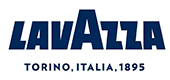 LAVAZZA
TORINO, ITALIA, 1895